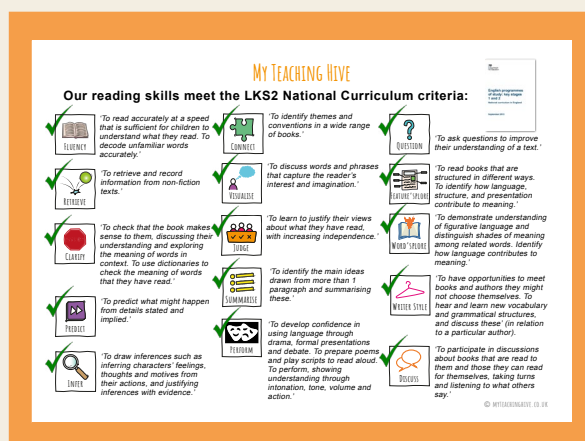 MY TEACHING HIVE
Our reading skills meet the LKS2 National Curriculum criteria:
English programmes
of study: key stages
1 and 2
FLUENCY
'To read accurately at a speed
that is sufficient for children to
understand what they read. To
decode unfamiliar words
accurately.'
RETRIEVE
'To retrieve and record
information from non-fiction
texts.'
CLARIFY
'To check that the book makes
sense to them, discussing their
understanding and exploring
the meaning of words in
context. To use dictionaries to
check the meaning of words
that they have read.'
PREDICT
'To predict what might happen
from details stated and
implied.'
INFER
'To draw inferences such as
inferring characters' feelings,
thoughts and motives from
their actions, and justifying
inferences with evidence.'
CONNECT
'To identify themes and
conventions in a wide range
of books.'
VISUALISE
'To discuss words and phrases
that capture the reader's
interest and imagination.'
JUDGE
'To learn to justify their views
about what they have read,
with increasing independence.'
SUMMARISE
'To identify the main ideas
drawn from more than 1
paragraph and summarising
these.'
PERFORM
'To develop confidence in
using language through
drama, formal presentations
and debate. To prepare poems
and play scripts to read aloud.
To perform, showing
understanding through
intonation, tone, volume and
action.'
QUESTION
'To ask questions to improve
their understanding of a text.'
FEATURE'SPLORE
'To read books that are
structured in different ways.
To identify how language,
structure, and presentation
contribute to meaning.'
WORD'SPLORE
'To demonstrate understanding
of figurative language and
distinguish shades of meaning
among related words. Identify
how language contributes to
meaning.'
WRITER STYLE
'To have opportunities to meet
books and authors they might
not choose themselves. To
hear and learn new vocabulary
and grammatical structures,
and discuss these' (in relation
to a particular author).
DISCUSS
'To participate in discussions
about books that are read to
them and those they can read
for themselves, taking turns
and listening to what others
say.'
© MYTEACHINGHIVE.CO.UK